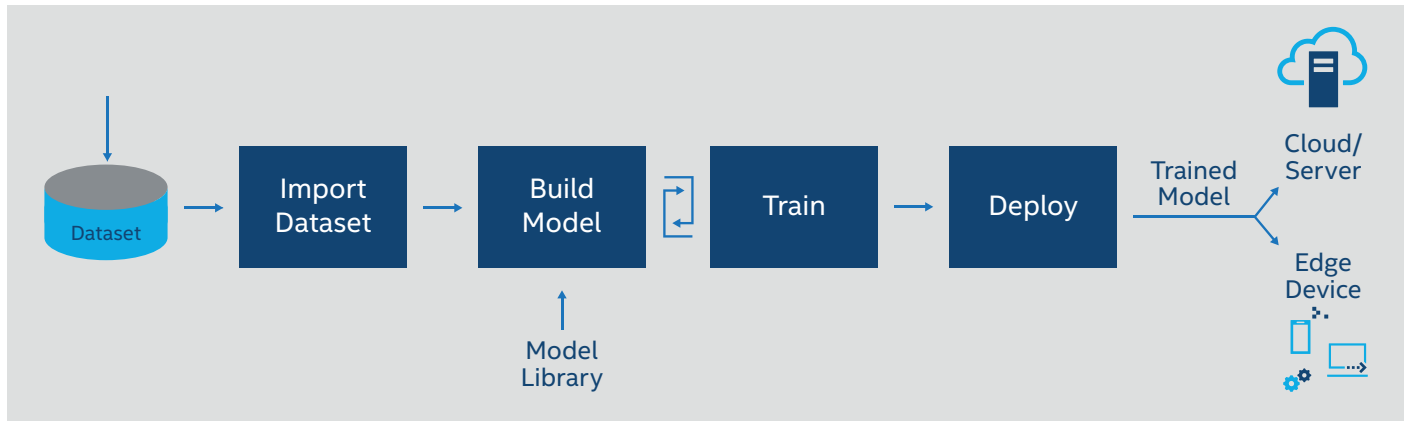 Dataset
Import
Dataset
Build
Model
Model
Library
Train
Deploy
Trained
Model
Cloud/
Server
Edge
Device